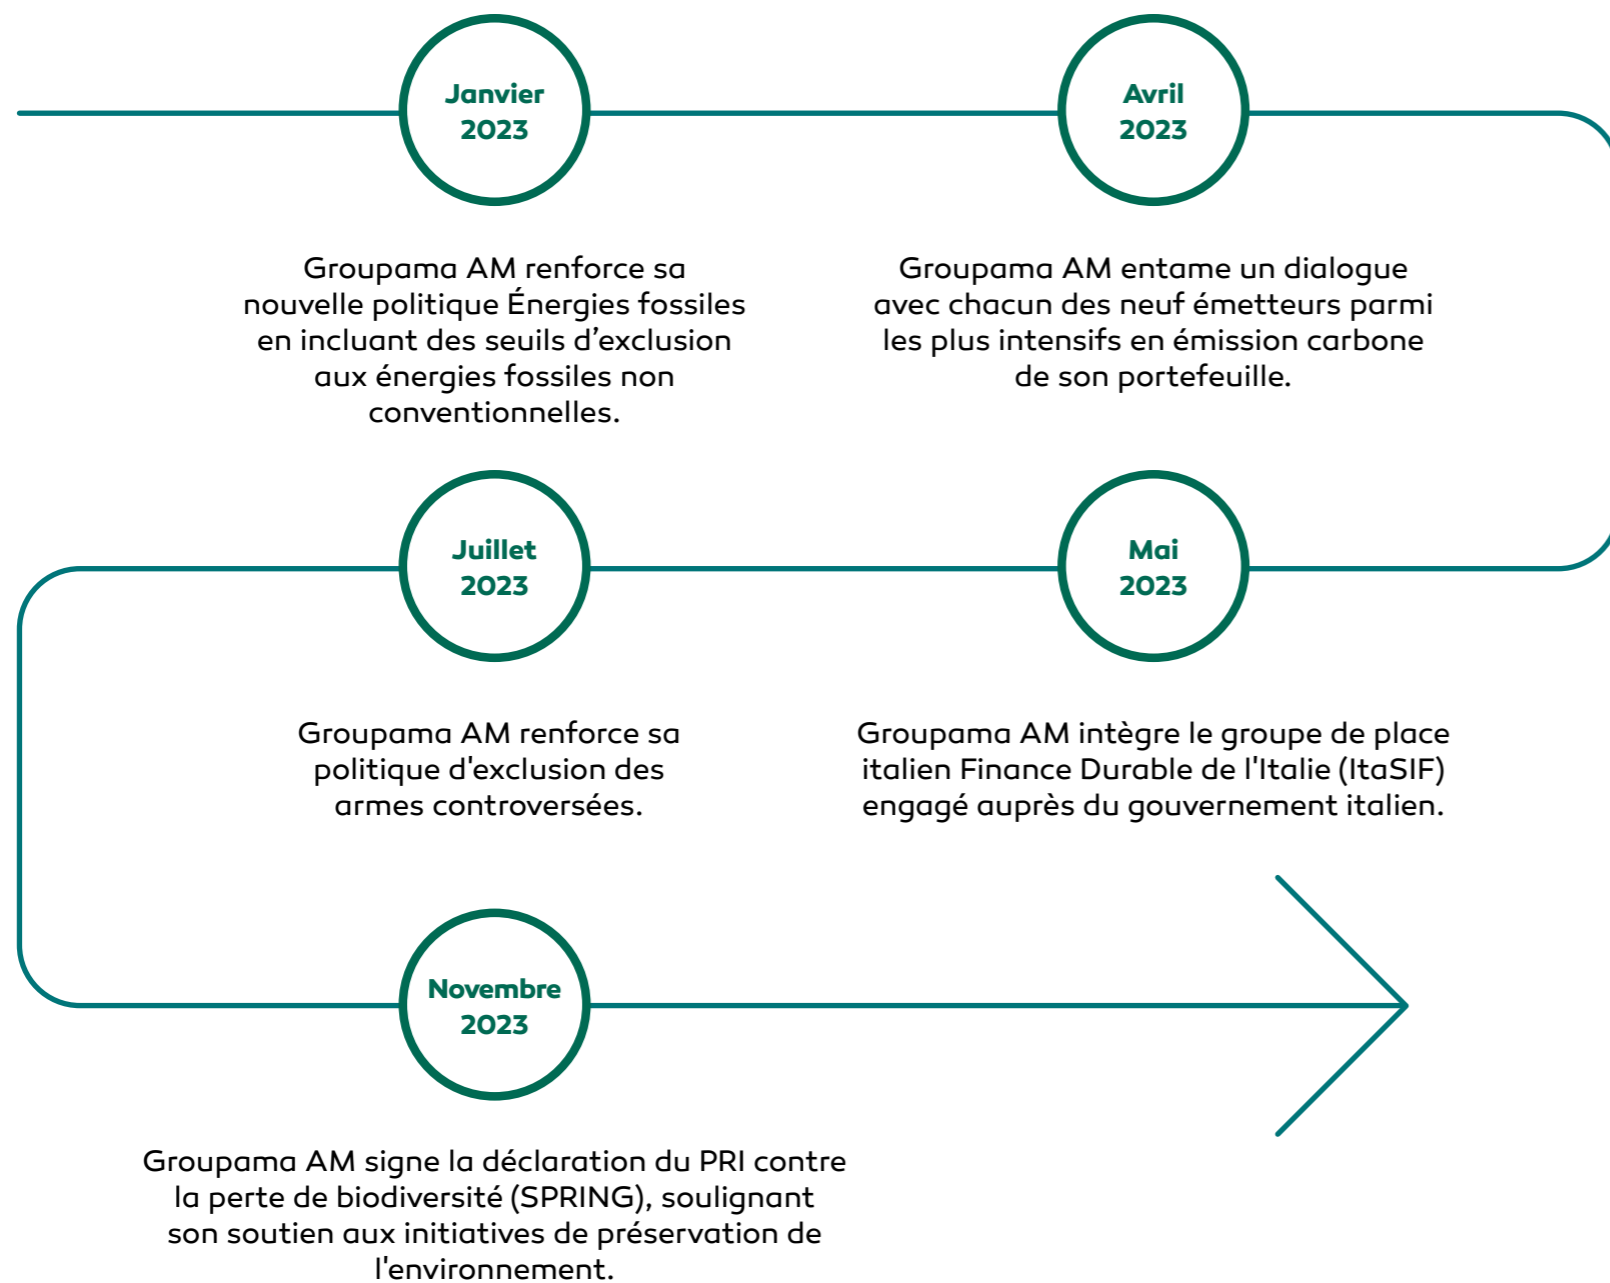 Janvier
2023
Groupama AM renforce sa
nouvelle politique Énergies fossiles
en incluant des seuils d’exclusion
aux énergies fossiles non
conventionnelles.
Avril
2023
Groupama AM entame un dialogue
avec chacun des neuf émetteurs parmi
les plus intensifs en émission carbone
de son portefeuille.
Mai
2023
Groupama AM intègre le groupe de place
italien Finance Durable de l'Italie (ItaSIF)
engagé auprès du gouvernement italien.
Juillet
2023
Groupama AM renforce sa
politique d'exclusion des
armes controversées.
Novembre
2023
Groupama AM signe la déclaration du PRI contre
la perte de biodiversité (SPRING), soulignant
son soutien aux initiatives de préservation de
l'environnement.